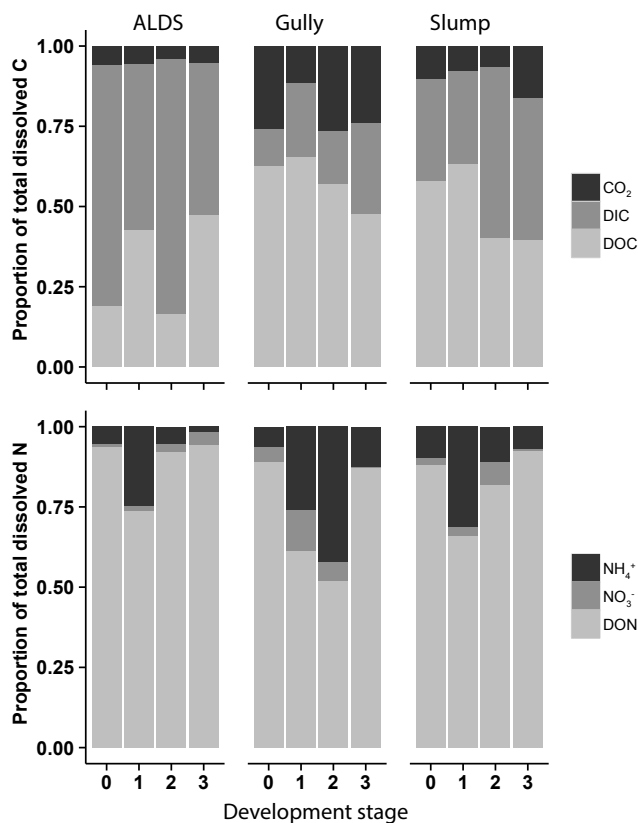 ALDS Gully Slump
Proportion of total dissolved C
1.00
0.75
0.50
0.25
0.00
CO₂
DIC
DOC
Proportion of total dissolved N
1.00
0.75
0.50
0.25
0.00
NH₄⁺
NO₃⁻
DON
0 1 2 3 0 1 2 3 0 1 2 3
Development stage